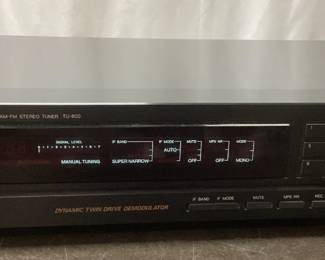 AM-FM STEREO TUNER TU-800
SIGNAL LEVEL IF BAND IF MODE MUTE MPX NR MODE
AUTO
MANUAL TUNING SUPER NARROW OFF OFF MONO
IF BAND IF MODE MUTE MPX NR REC
DYNAMIC TWIN DRIVE DEMODULATOR